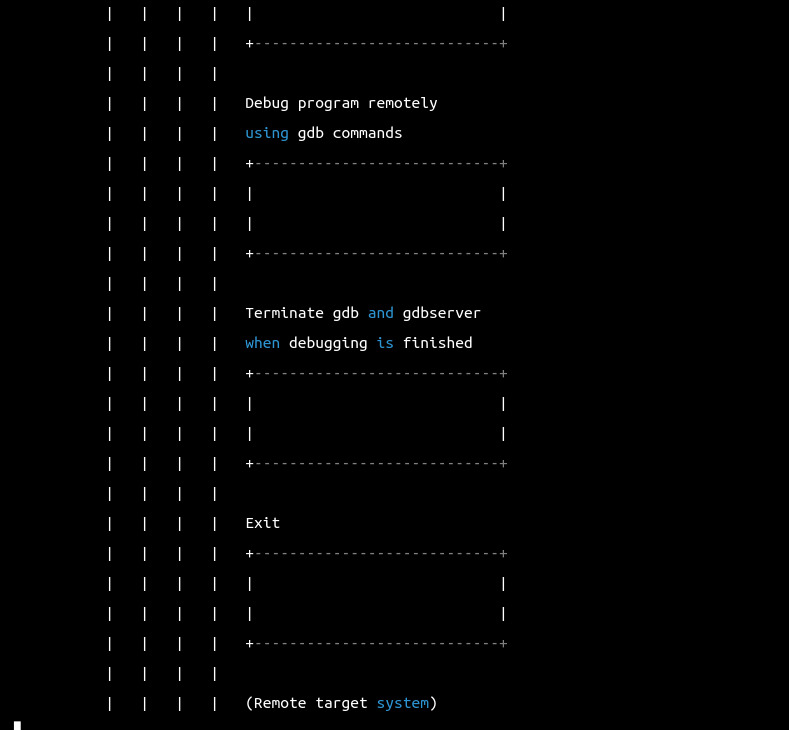 |   |   |   |   |                            |
|   |   |   |   +----------------------------+
|   |   |   |
|   |   |   |   Debug program remotely
|   |   |   |   using gdb commands
|   |   |   |   +----------------------------+
|   |   |   |   |                            |
|   |   |   |   |                            |
|   |   |   |   +----------------------------+
|   |   |   |
|   |   |   |   Terminate gdb and gdbserver
|   |   |   |   when debugging is finished
|   |   |   |   +----------------------------+
|   |   |   |   |                            |
|   |   |   |   |                            |
|   |   |   |   +----------------------------+
|   |   |   |
|   |   |   |   Exit
|   |   |   |   +----------------------------+
|   |   |   |   |                            |
|   |   |   |   |                            |
|   |   |   |   +----------------------------+
|   |   |   |
|   |   |   |   (Remote target system)